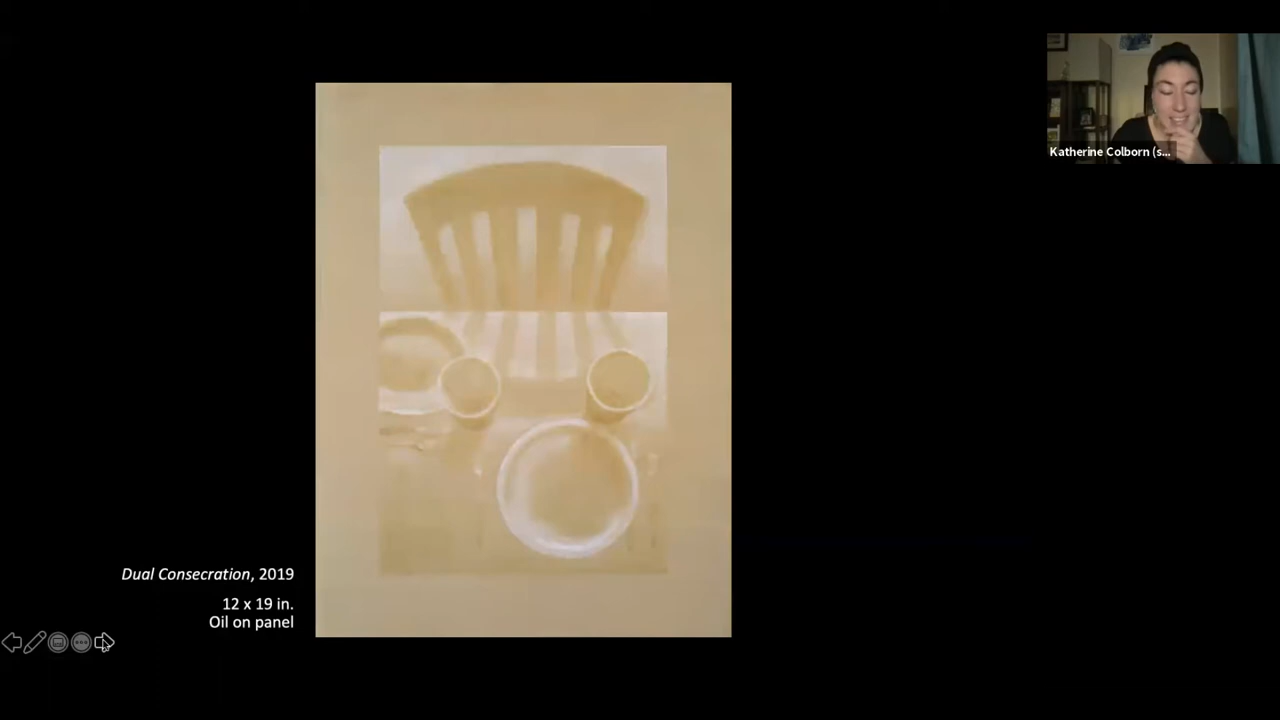 Katherine Colborn (s...
Dual Consecration, 2019
12 x 19 in.
Oil on panel